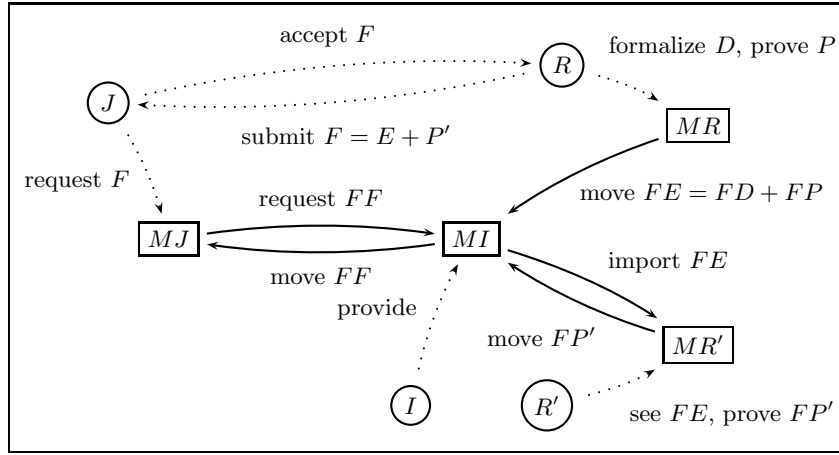 accept F
R
formalize D, prove P
J
MR
submit F = E + P′
request F
request FF
move FE = FD + FP
MJ
MI
move FF
import FE
provide
move FP′
MR′
I
R′
see FE, prove FP′